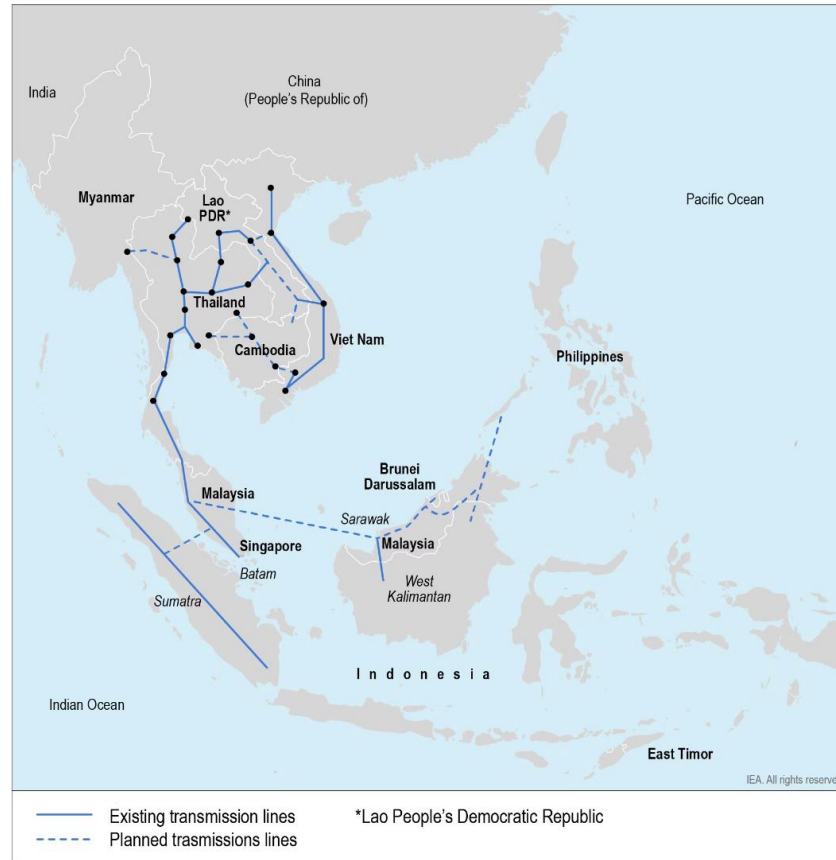 China
(People's Republic of)
India
Myanmar
Lao
PDR*
Pacific Ocean
Thailand
Viet Nam
Cambodia
Philippines
Brunei
Darussalam
Malaysia
Sarawak
Singapore
Malaysia
Batam
West
Kalimantan
Sumatra
Indonesia
Indian Ocean
East Timor
IEA. All rights reserve
Existing transmission lines
*Lao People's Democratic Republic
Planned trasmissions lines